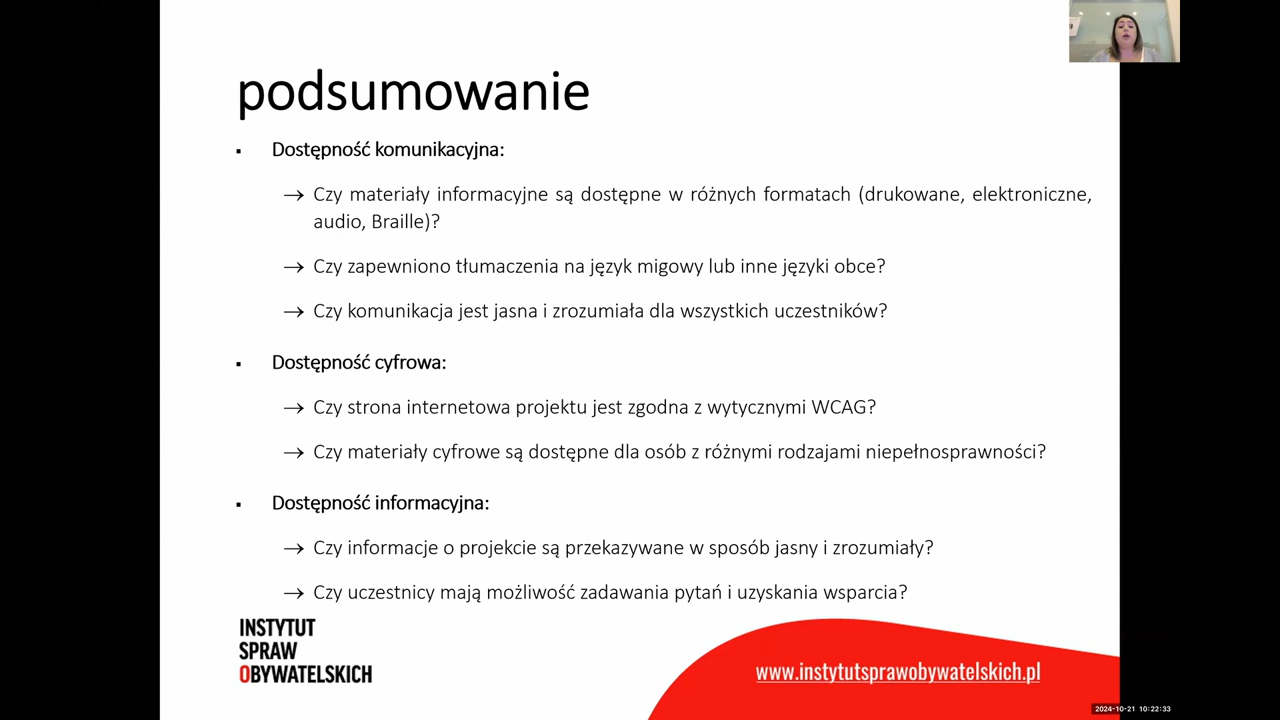 podsumowanie
▪ Dostępność komunikacyjna:
→ Czy materiały informacyjne są dostępne w różnych formatach (drukowane, elektroniczne,
audio, Braille)?
→ Czy zapewniono tłumaczenia na język migowy lub inne języki obce?
→ Czy komunikacja jest jasna i zrozumiała dla wszystkich uczestników?
▪ Dostępność cyfrowa:
→ Czy strona internetowa projektu jest zgodna z wytycznymi WCAG?
→ Czy materiały cyfrowe są dostępne dla osób z różnymi rodzajami niepełnosprawności?
▪ Dostępność informacyjna:
→ Czy informacje o projekcie są przekazywane w sposób jasny i zrozumiały?
→ Czy uczestnicy mają możliwość zadawania pytań i uzyskania wsparcia?
INSTYTUT
SPRAW
OBYWATELSKICH
www.instytutsprawobywatelskich.pl
2024-10-21 10:22:33